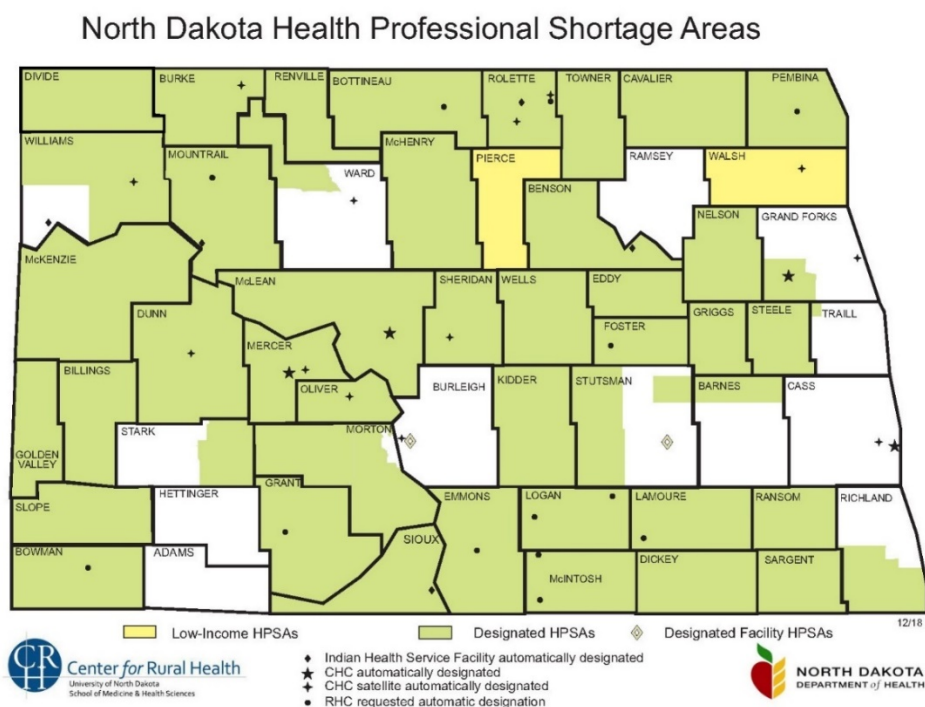 North Dakota Health Professional Shortage Areas
DIVIDE
BURKE
RENVILLE
BOTTINEAU
ROLETTE
TOWNER
CAVALIER
PEMBINA
WILLIAMS
MOUNTRAIL
WARD
McHENRY
PIERCE
BENSON
RAMSEY
WALSH
NELSON
GRAND FORKS
McKENZIE
McLEAN
SHERIDAN
WELLS
EDDY
DUNN
MERCER
FOSTER
GRIGGS
STEELE
TRAILL
BILLINGS
OLIVER
BURLEIGH
KIDDER
STUTSMAN
BARNES
CASS
GOLDEN
VALLEY
STARK
MORTON
SLOPE
HETTINGER
GRANT
EMMONS
LOGAN
LAMOURE
RANSOM
RICHLAND
BOWMAN
ADAMS
SIOUX
McINTOSH
DICKEY
SARGENT
12/18
Low-Income HPSAs
Designated HPSAs
Designated Facility HPSAs
Indian Health Service Facility automatically designated
CHC automatically designated
CHC satellite automatically designated
RHC requested automatic designation
CRH
Center for Rural Health
University of North Dakota
School of Medicine & Health Sciences
NORTH DAKOTA
DEPARTMENT of HEALTH